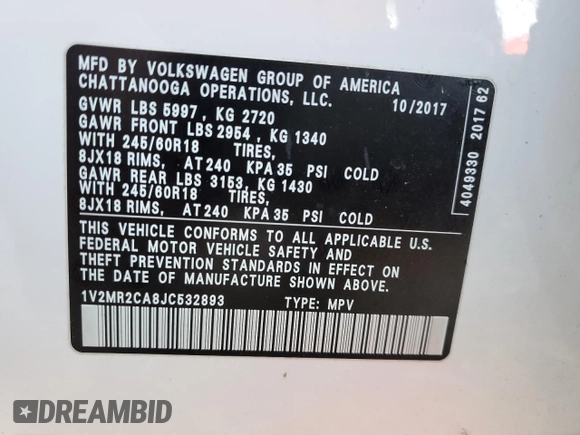 MFD BY VOLKSWAGEN GROUP OF AMERICA
CHATTANOOGA OPERATIONS, LLC.
10/2017
GVWR LBS 5997, KG 2720
GAWR FRONT LBS 2954, KG 1340
WITH 245/60R18 TIRES,
8JX18 RIMS, AT 240 KPA 35 PSI COLD
GAWR REAR LBS 3153, KG 1430
WITH 245/60R18 TIRES,
8JX18 RIMS, AT 240 KPA 35 PSI COLD
THIS VEHICLE CONFORMS TO ALL APPLICABLE U.S.
FEDERAL MOTOR VEHICLE SAFETY AND
THEFT PREVENTION STANDARDS IN EFFECT ON THE
DATE OF MANUFACTURE SHOWN ABOVE.
1V2MR2CA8JC532893 TYPE: MPV
4049330 2017 62
DREAMBID